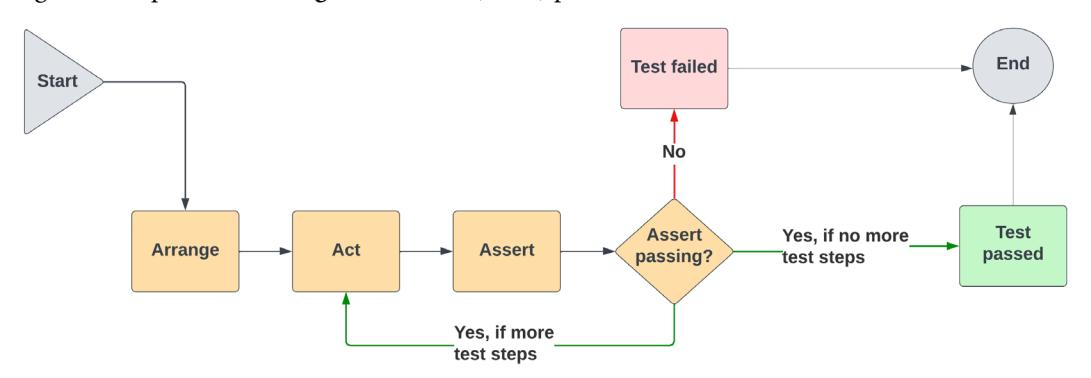 Start
Test failed
End
No
Arrange
Act
Assert
Assert
passing?
Yes, if no more
test steps
Test
passed
Yes, if more
test steps